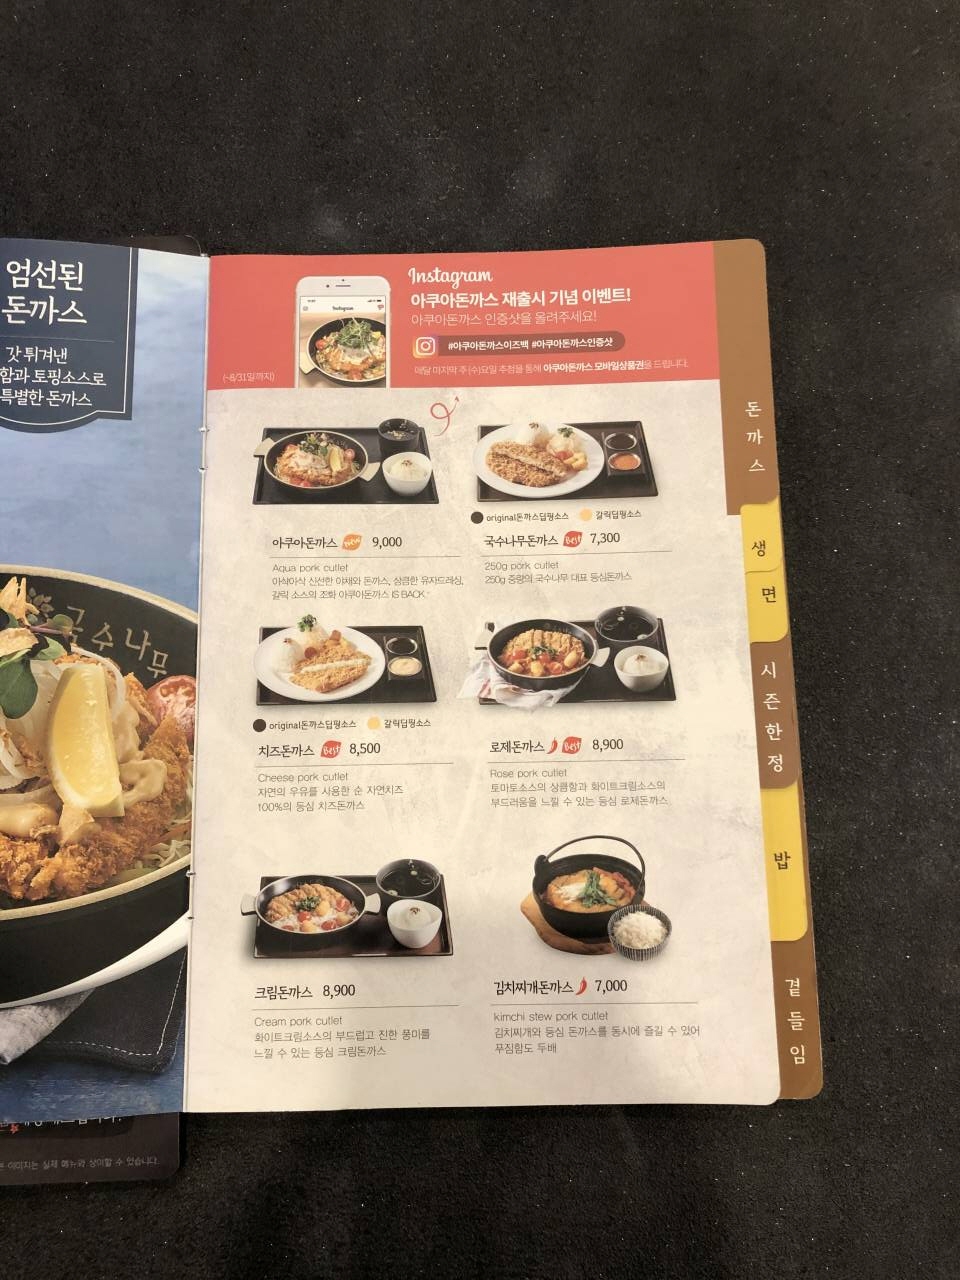 엄선된
돈까스
갓 튀겨낸
함과 토핑소스로
특별한 돈까스
국수나무
이미지는 실제 메뉴와 상이할 수 있습니다.
Instagram
아쿠아돈까스 재출시 기념 이벤트!
아쿠아돈까스 인증샷을 올려주세요!
#아쿠아돈까스이즈백 #아쿠아돈까스인증샷
매달 마지막 주(수)요일 추첨을 통해 아쿠아돈까스 모바일상품권을 드립니다.
(~8/31일까지)
Instagram
아쿠아돈까스 New 9,000
Aqua pork cutlet
아삭아삭 신선한 야채와 돈까스, 상큼한 유자드레싱,
갈릭 소스의 조화 아쿠아돈까스 IS BACK~
original돈까스딥핑소스 갈릭딥핑소스
국수나무돈까스 Best 7,300
250g pork cutlet
250g 중량의 국수나무 대표 등심돈까스
original돈까스딥핑소스 갈릭딥핑소스
치즈돈까스 Best 8,500
Cheese pork cutlet
자연의 우유를 사용한 순 자연치즈
100%의 등심 치즈돈까스
로제돈까스 Best 8,900
Rose pork cutlet
토마토소스의 상큼함과 화이트크림소스의
부드러움을 느낄 수 있는 등심 로제돈까스
크림돈까스 8,900
Cream pork cutlet
화이트크림소스의 부드럽고 진한 풍미를
느낄 수 있는 등심 크림돈까스
김치찌개돈까스 7,000
kimchi stew pork cutlet
김치찌개와 등심 돈까스를 동시에 즐길 수 있어
푸짐함도 두배
돈까스
생면
시즌한정
밥
곁들임